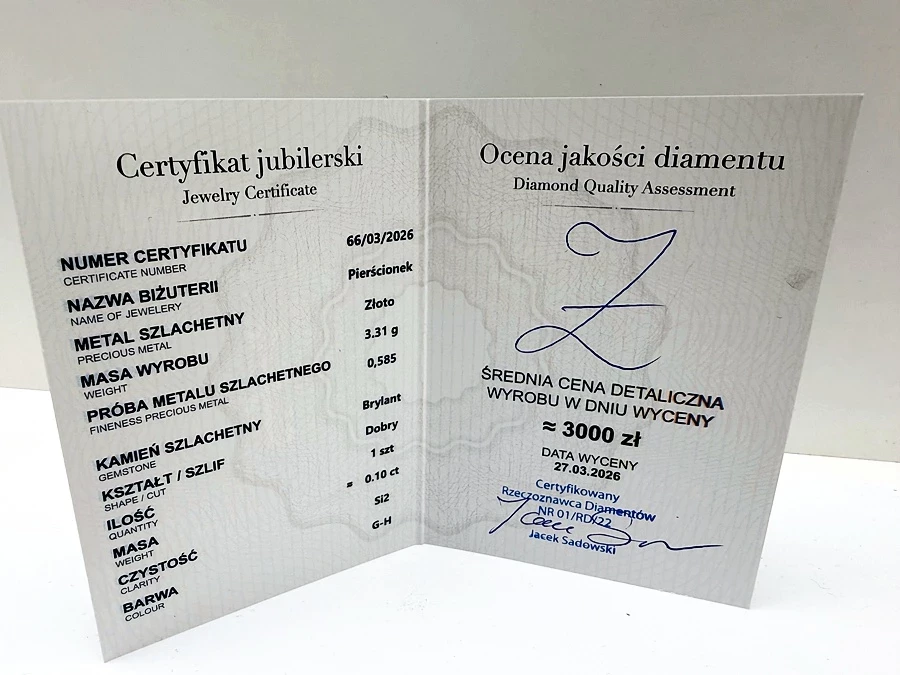 Certyfikat jubilerski
Jewelry Certificate
NUMER CERTYFIKATU 66/03/2026
CERTIFICATE NUMBER
NAZWA BIŻUTERII Pierścionek
NAME OF JEWELERY
METAL SZLACHETNY Złoto
PRECIOUS METAL
MASA WYROBU 3.31 g
WEIGHT
PRÓBA METALU SZLACHETNEGO 0,585
FINENESS PRECIOUS METAL
KAMIEŃ SZLACHETNY Brylant
GEMSTONE
KSZTAŁT / SZLIF Dobry
SHAPE / CUT
ILOŚĆ 1 szt
QUANTITY
MASA ≈ 0.10 ct
WEIGHT
CZYSTOŚĆ Si2
CLARITY
BARWA G-H
COLOUR
Ocena jakości diamentu
Diamond Quality Assessment
ŚREDNIA CENA DETALICZNA
WYROBU W DNIU WYCENY
≈ 3000 zł
DATA WYCENY
27.03.2026
Certyfikowany
Rzeczoznawca Diamentów
NR 01/RD/22
Jacek Sadowski